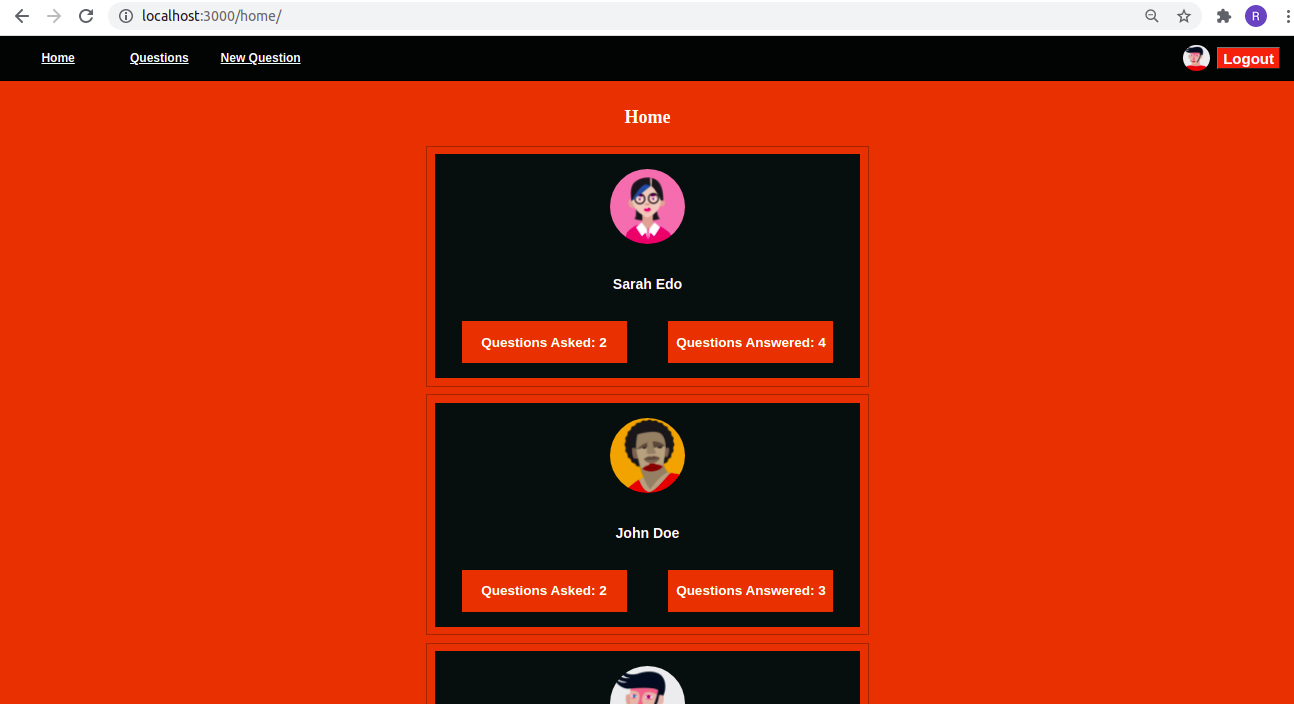 localhost:3000/home/
R
Home Questions New Question Logout
Home
Sarah Edo
Questions Asked: 2 Questions Answered: 4
John Doe
Questions Asked: 2 Questions Answered: 3